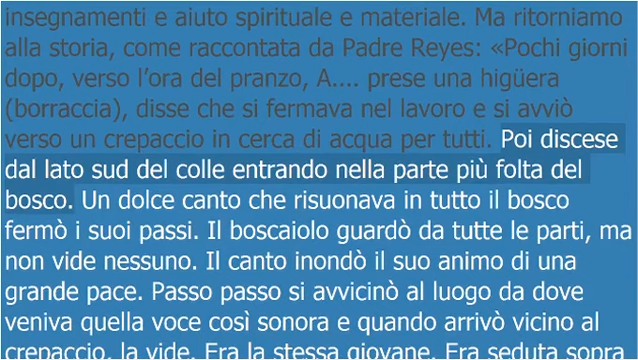 insegnamenti e aiuto spirituale e materiale. Ma ritorniamo
alla storia, come raccontata da Padre Reyes: «Pochi giorni
dopo, verso l'ora del pranzo, A.... prese una higüera
(borraccia), disse che si fermava nel lavoro e si avviò
verso un crepaccio in cerca di acqua per tutti. Poi discese
dal lato sud del colle entrando nella parte più folta del
bosco. Un dolce canto che risuonava in tutto il bosco
fermò i suoi passi. Il boscaiolo guardò da tutte le parti, ma
non vide nessuno. Il canto inondò il suo animo di una
grande pace. Passo passo si avvicinò al luogo da dove
veniva quella voce così sonora e quando arrivò vicino al
crepaccio, la vide. Era la stessa giovane. Era seduta sopra